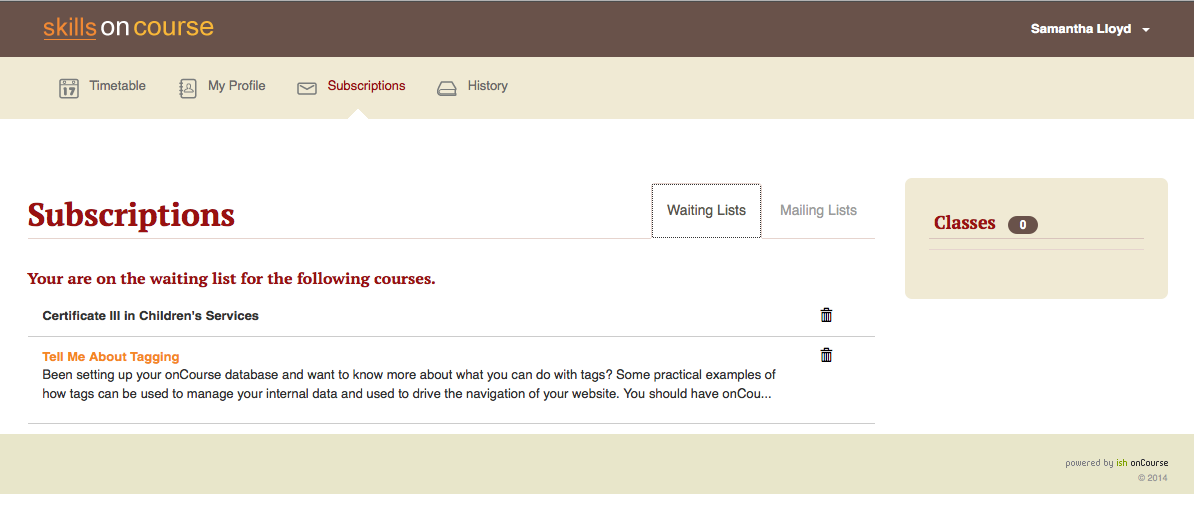 skills on course
Samantha Lloyd
17
Timetable
My Profile
Subscriptions
History
Subscriptions
Waiting Lists
Mailing Lists
Classes 0
Your are on the waiting list for the following courses.
Certificate III in Children's Services
Tell Me About Tagging
Been setting up your onCourse database and want to know more about what you can do with tags? Some practical examples of
how tags can be used to manage your internal data and used to drive the navigation of your website. You should have onCou...
powered by ish onCourse
© 2014